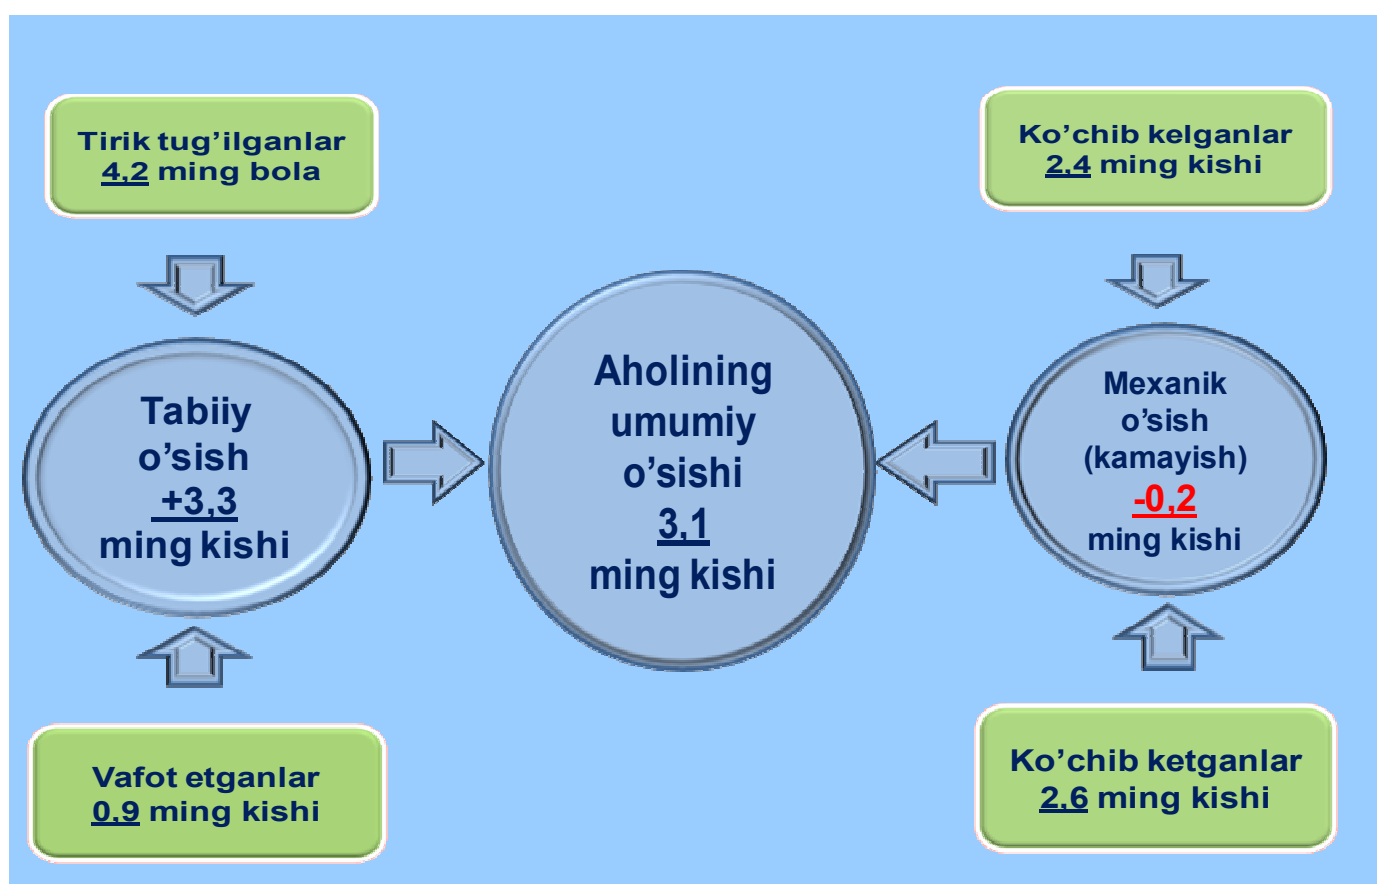 Tirik tug’ilganlar
4,2 ming bola
Ko’chib kelganlar
2,4 ming kishi
Tabiiy
o’sish
+3,3
ming kishi
Aholining
umumiy
o’sishi
3,1
ming kishi
Mexanik
o’sish
(kamayish)
-0,2
ming kishi
Vafot etganlar
0,9 ming kishi
Ko’chib ketganlar
2,6 ming kishi